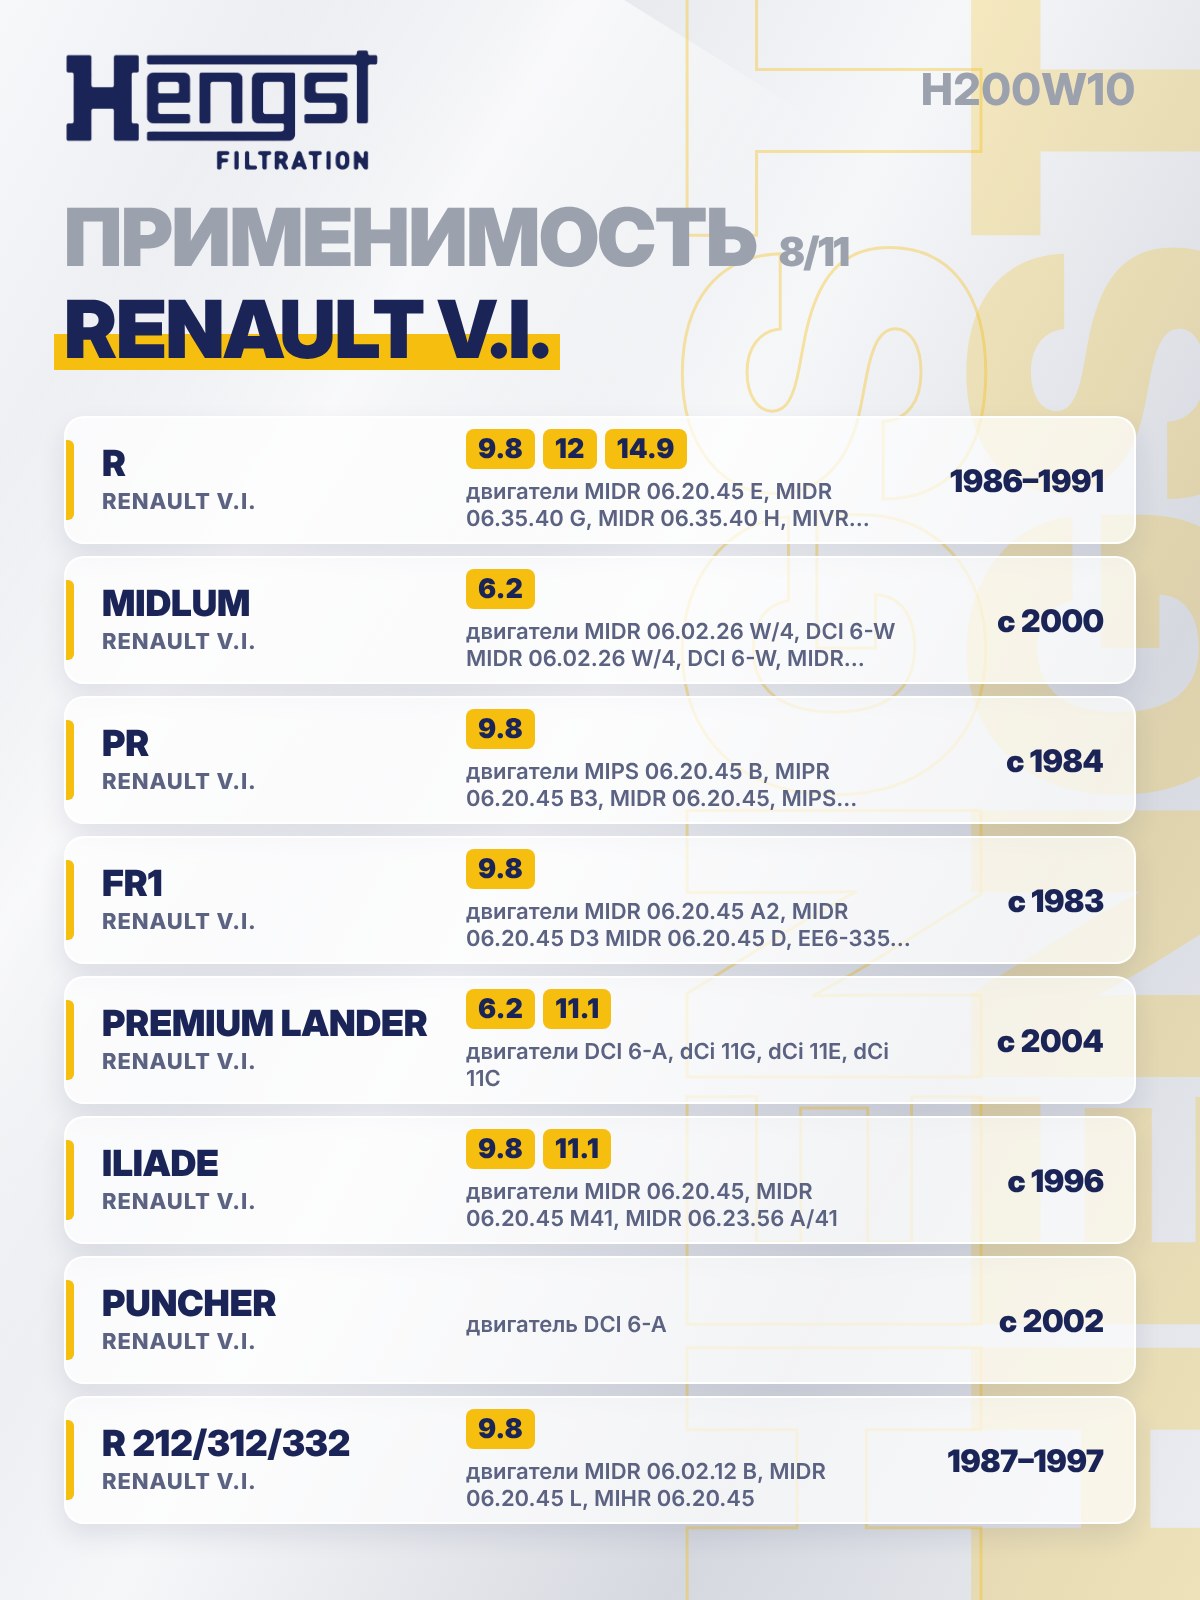 Hengst
FILTRATION
H200W10
ПРИМЕНИМОСТЬ 8/11
RENAULT V.I.
R
RENAULT V.I.
9.8 12 14.9
двигатели MIDR 06.20.45 E, MIDR
06.35.40 G, MIDR 06.35.40 H, MIVR...
1986–1991
MIDLUM
RENAULT V.I.
6.2
двигатели MIDR 06.02.26 W/4, DCI 6-W
MIDR 06.02.26 W/4, DCI 6-W, MIDR...
с 2000
PR
RENAULT V.I.
9.8
двигатели MIPS 06.20.45 B, MIPR
06.20.45 B3, MIDR 06.20.45, MIPS...
с 1984
FR1
RENAULT V.I.
9.8
двигатели MIDR 06.20.45 A2, MIDR
06.20.45 D3 MIDR 06.20.45 D, EE6-335...
с 1983
PREMIUM LANDER
RENAULT V.I.
6.2 11.1
двигатели DCI 6-A, dCi 11G, dCi 11E, dCi
11C
с 2004
ILIADE
RENAULT V.I.
9.8 11.1
двигатели MIDR 06.20.45, MIDR
06.20.45 M41, MIDR 06.23.56 A/41
с 1996
PUNCHER
RENAULT V.I.
двигатель DCI 6-A
с 2002
R 212/312/332
RENAULT V.I.
9.8
двигатели MIDR 06.02.12 B, MIDR
06.20.45 L, MIHR 06.20.45
1987–1997
HENGST
HENGST